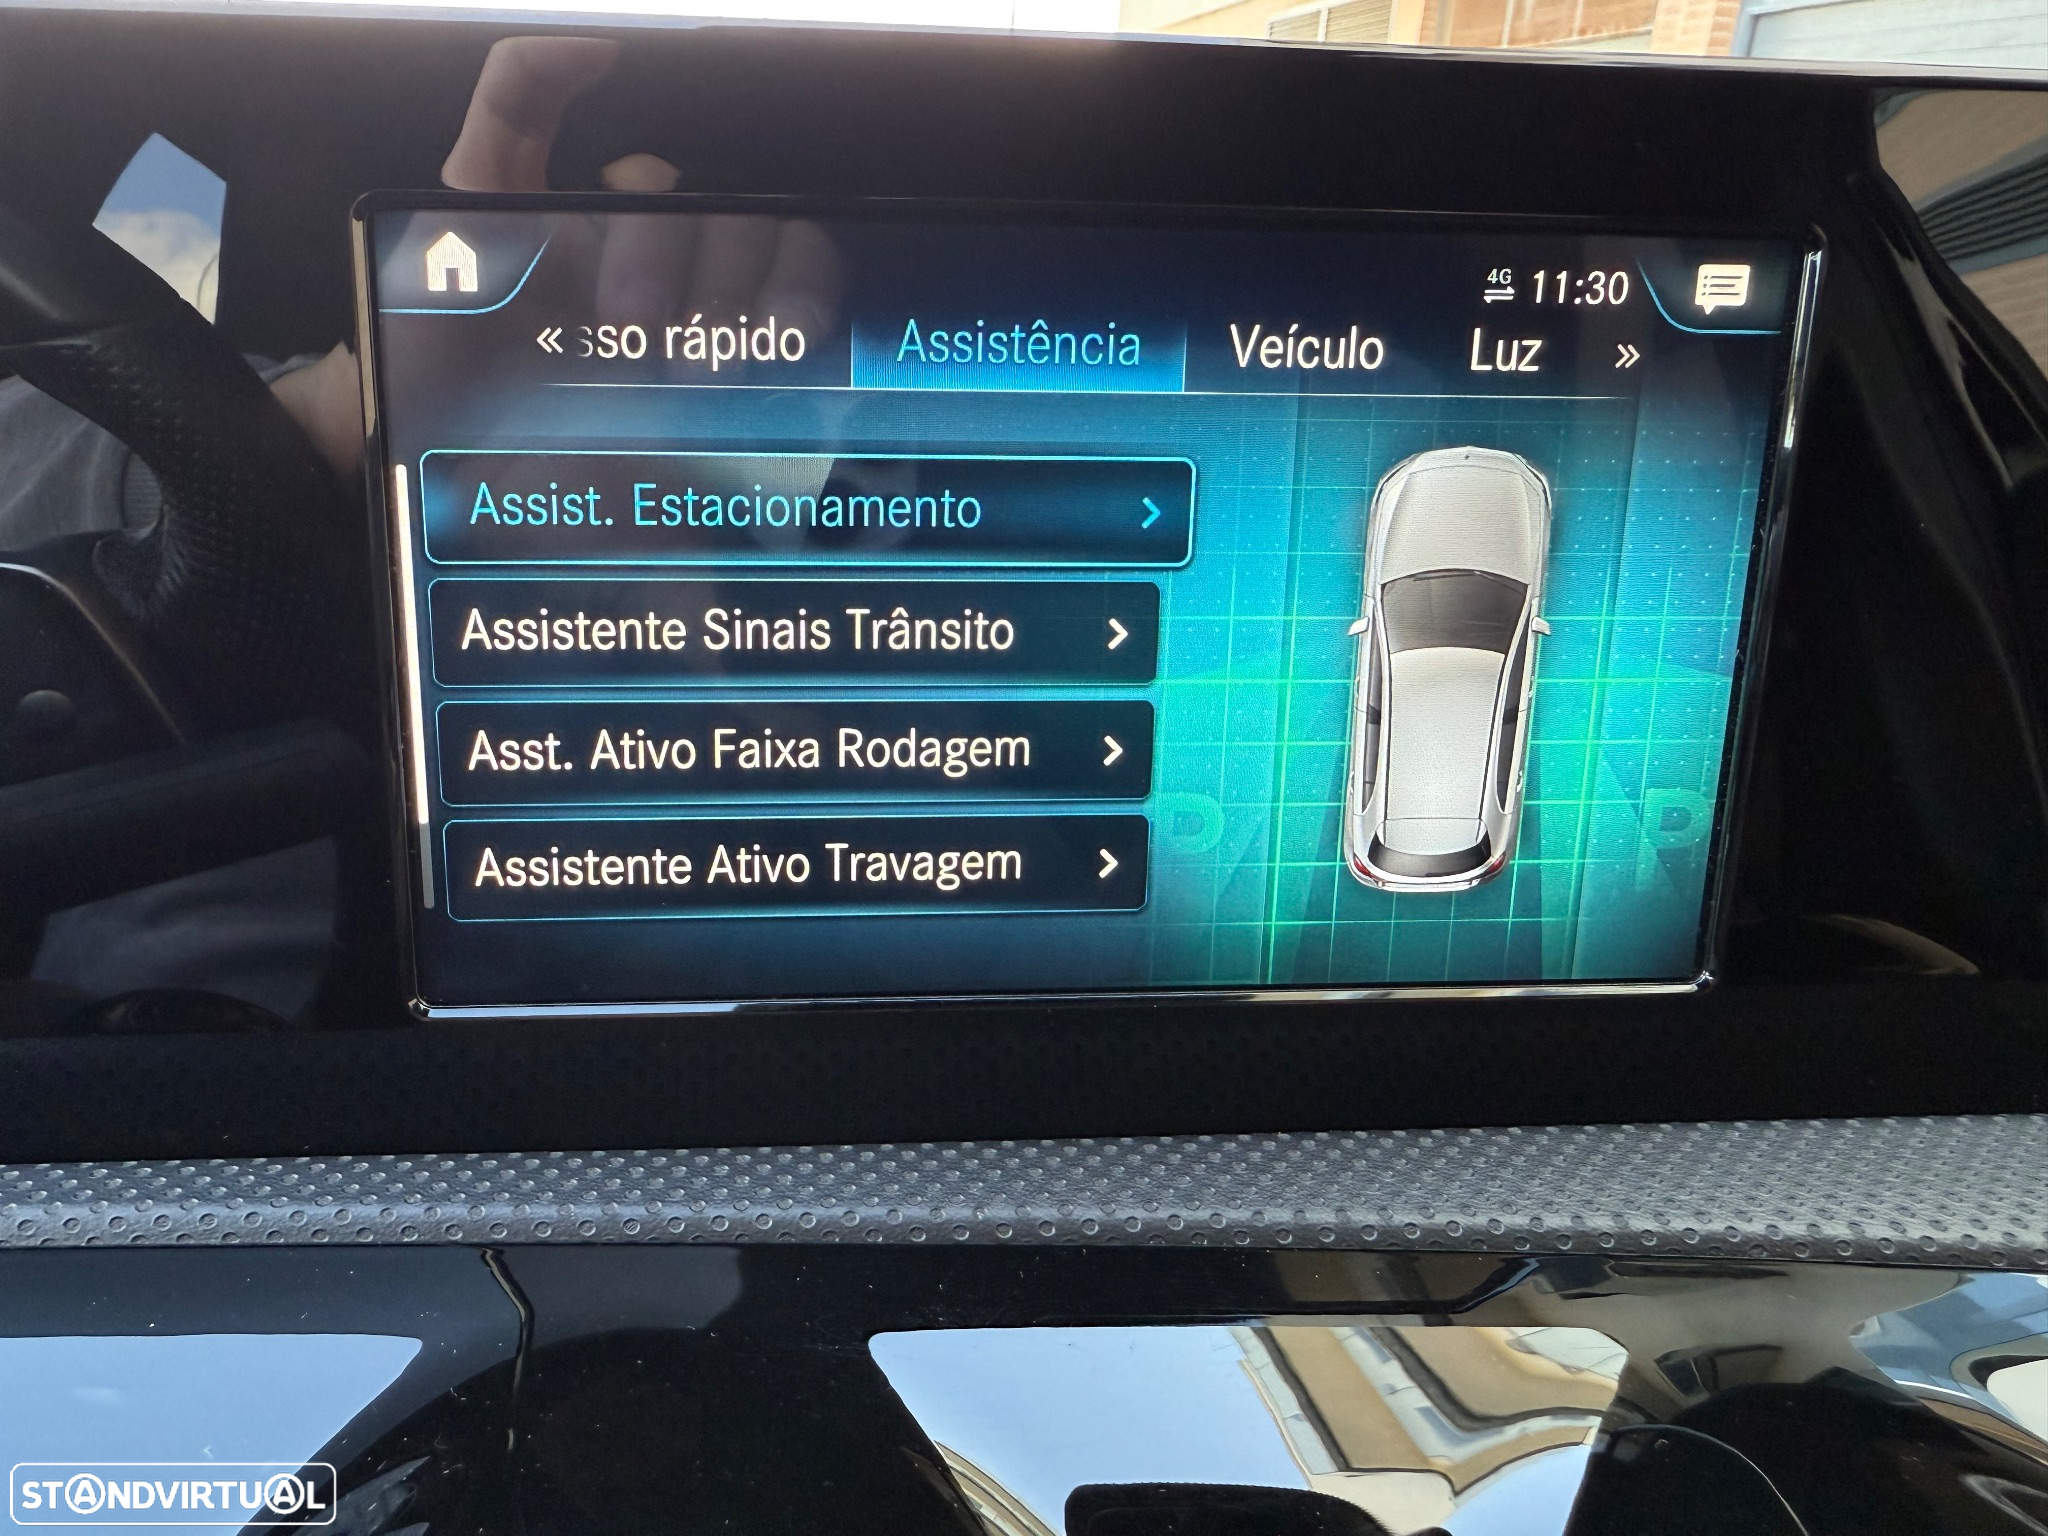 4G 11:30
« sso rápido Assistência Veículo Luz »
Assist. Estacionamento
Assistente Sinais Trânsito
Asst. Ativo Faixa Rodagem
Assistente Ativo Travagem
P P
STANDVIRTUAL